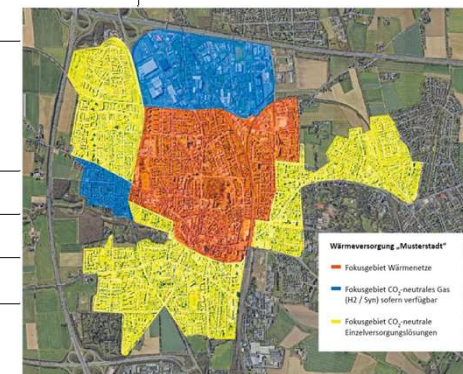 Wärmeversorgung „Musterstadt"
Fokusgebiet Wärmenetze
Fokusgebiet CO₂-neutrales Gas
(H2 / Syn) sofern verfügbar
Fokusgebiet CO₂-neutrale
Einzelversorgungslösungen